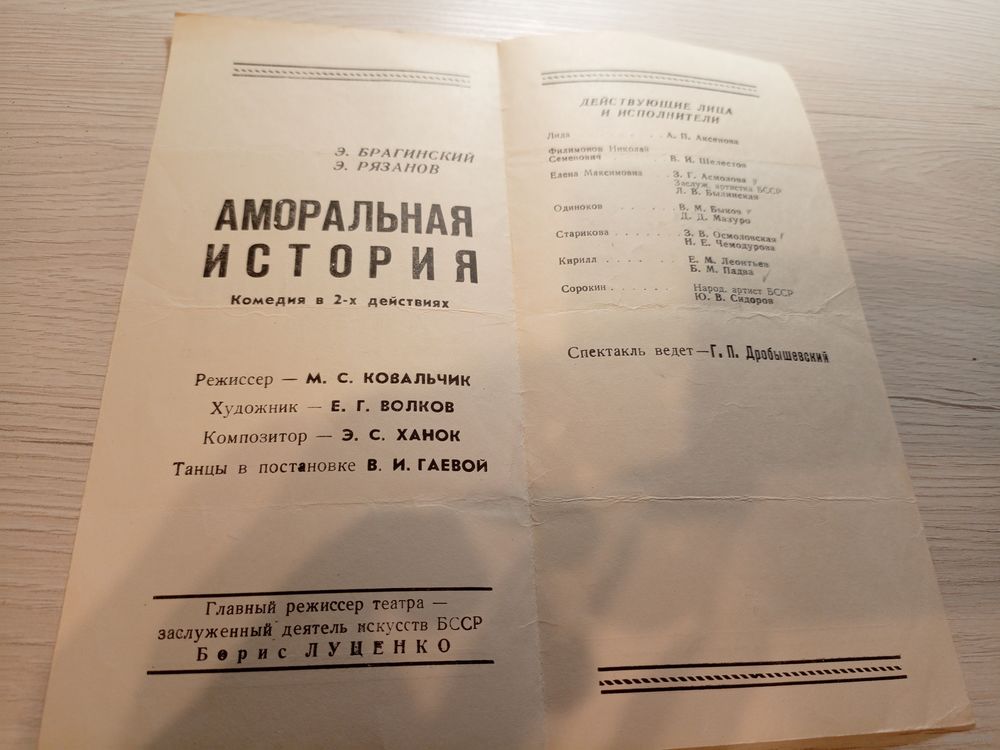 Э. БРАГИНСКИЙ
Э. РЯЗАНОВ
АМОРАЛЬНАЯ
ИСТОРИЯ
Комедия в 2-х действиях
Режиссер — М. С. КОВАЛЬЧИК
Художник — Е. Г. ВОЛКОВ
Композитор — Э. С. ХАНОК
Танцы в постановке В. И. ГАЕВОЙ
Главный режиссер театра —
заслуженный деятель искусств БССР
Борис ЛУЦЕНКО
ДЕЙСТВУЮЩИЕ ЛИЦА
И ИСПОЛНИТЕЛИ
Лида . . . . . . . А. П. Аксенова
Филимонов Николай
Семенович . . . . . В. И. Шелестов
Елена Максимовна . . З. Г. Асмолова
Заслуж. артистка БССР
Л. В. Былинская
Одиноков . . . . . . В. М. Быков
Д. Д. Мазуро
Старикова . . . . . . З. В. Осмоловская
Н. Е. Чемодурова
Кирилл . . . . . . Е. М. Леонтьев
Б. М. Падва
Сорокин . . . . . . Народ. артист БССР
Ю. В. Сидоров
Спектакль ведет — Г. П. Дробышевский